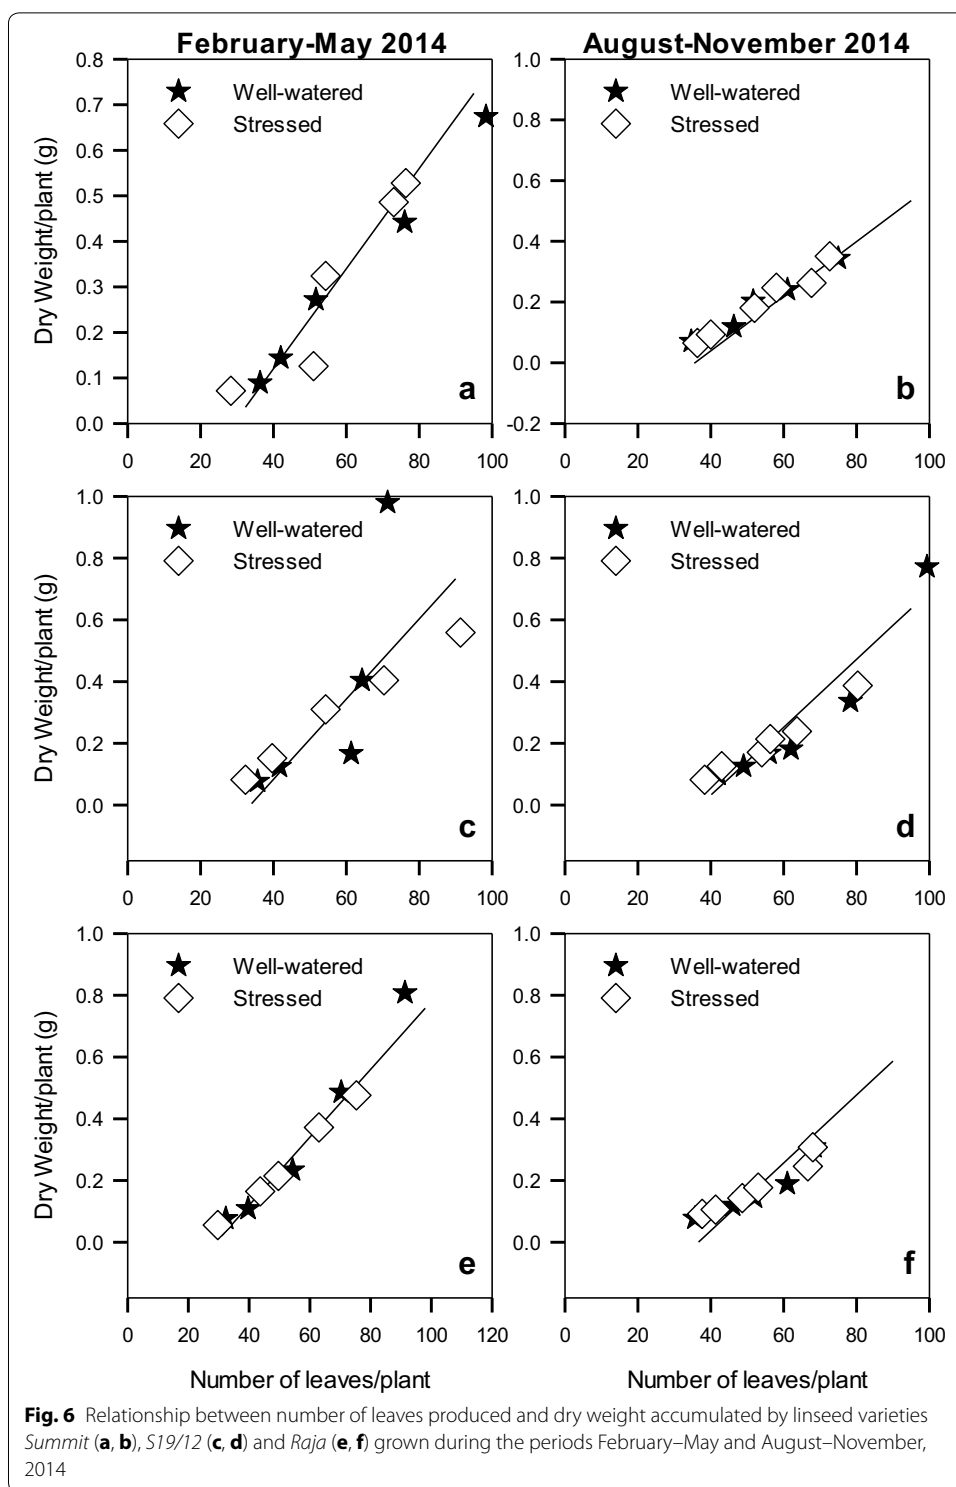 February-May 2014
August-November 2014
0.8
0.7
0.6
0.5
0.4
0.3
0.2
0.1
0.0
Dry Weight/plant (g)
Well-watered
Stressed
a
0
20
40
60
80
100
1.0
0.8
0.6
0.4
0.2
0.0
-0.2
Well-watered
Stressed
b
0
20
40
60
80
100
1.0
0.8
0.6
0.4
0.2
0.0
Dry Weight/plant (g)
Well-watered
Stressed
c
0
20
40
60
80
100
1.0
0.8
0.6
0.4
0.2
0.0
Well-watered
Stressed
d
0
20
40
60
80
100
1.0
0.8
0.6
0.4
0.2
0.0
Dry Weight/plant (g)
Well-watered
Stressed
e
0
20
40
60
80
100
120
Number of leaves/plant
1.0
0.8
0.6
0.4
0.2
0.0
Well-watered
Stressed
f
0
20
40
60
80
100
Number of leaves/plant
Fig. 6 Relationship between number of leaves produced and dry weight accumulated by linseed varieties
Summit (a, b), S19/12 (c, d) and Raja (e, f) grown during the periods February–May and August–November,
2014